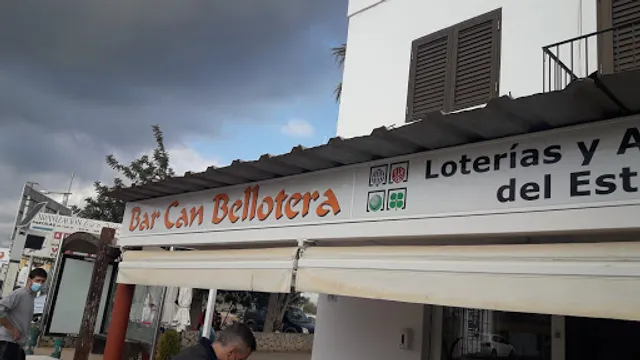 Bar Can Bellotera
Loterías y A
del Est